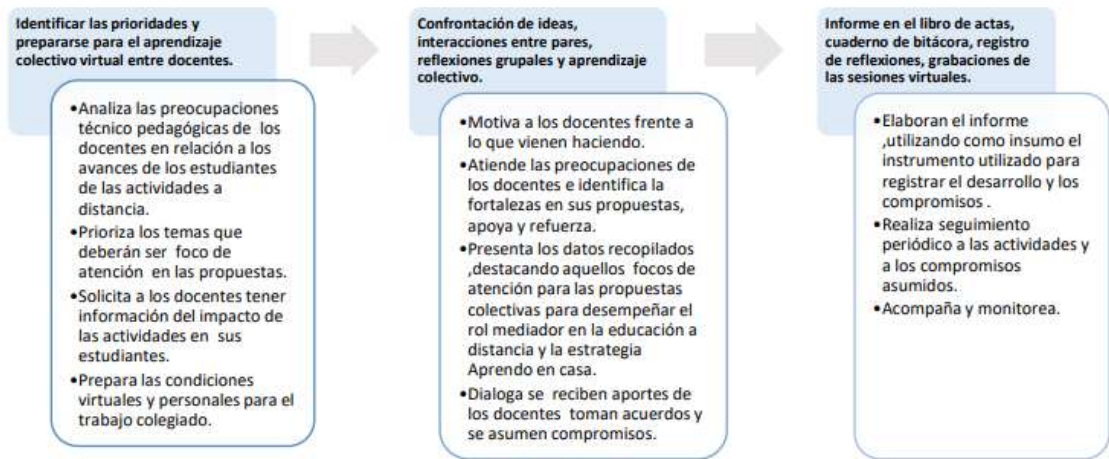 Identificar las prioridades y
prepararse para el aprendizaje
colectivo virtual entre docentes.
•Analiza las preocupaciones
técnico pedagógicas de los
docentes en relación a los
avances de los estudiantes
de las actividades a
distancia.
•Prioriza los temas que
deberán ser foco de
atención en las propuestas.
•Solicita a los docentes tener
información del impacto de
las actividades en sus
estudiantes.
•Prepara las condiciones
virtuales y personales para el
trabajo colegiado.
Confrontación de ideas,
interacciones entre pares,
reflexiones grupales y aprendizaje
colectivo.
•Motiva a los docentes frente a
lo que vienen haciendo.
•Atiende las preocupaciones de
los docentes e identifica la
fortalezas en sus propuestas,
apoya y refuerza.
•Presenta los datos recopilados
,destacando aquellos focos de
atención para las propuestas
colectivas para desempeñar el
rol mediador en la educación a
distancia y la estrategia
Aprendo en casa.
•Dialoga se reciben aportes de
los docentes toman acuerdos y
se asumen compromisos.
Informe en el libro de actas,
cuaderno de bitácora, registro
de reflexiones, grabaciones de
las sesiones virtuales.
•Elaboran el informe
,utilizando como insumo el
instrumento utilizado para
registrar el desarrollo y los
compromisos .
•Realiza seguimiento
periódico a las actividades y
a los compromisos
asumidos.
•Acompaña y monitorea.